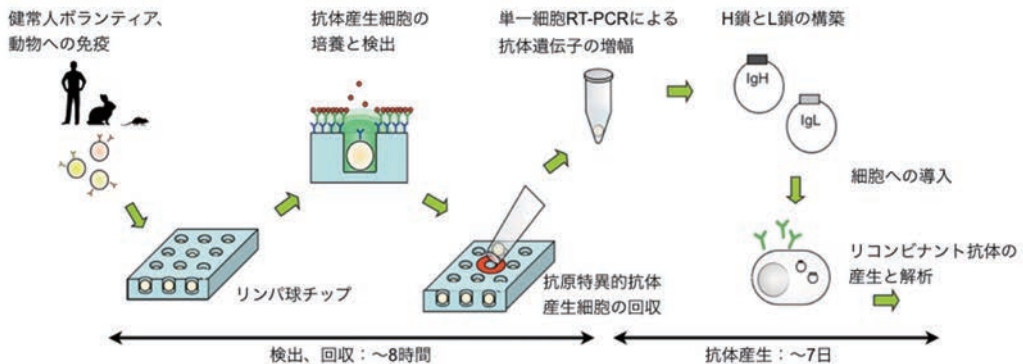 健常人ボランティア、
動物への免疫
抗体産生細胞の
培養と検出
単一細胞RT-PCRによる
抗体遺伝子の増幅
H鎖とL鎖の構築
IgH
IgL
細胞への導入
リンパ球チップ
抗原特異的抗体
産生細胞の回収
リコンビナント抗体の
産生と解析
検出、回収：～8時間
抗体産生：～7日